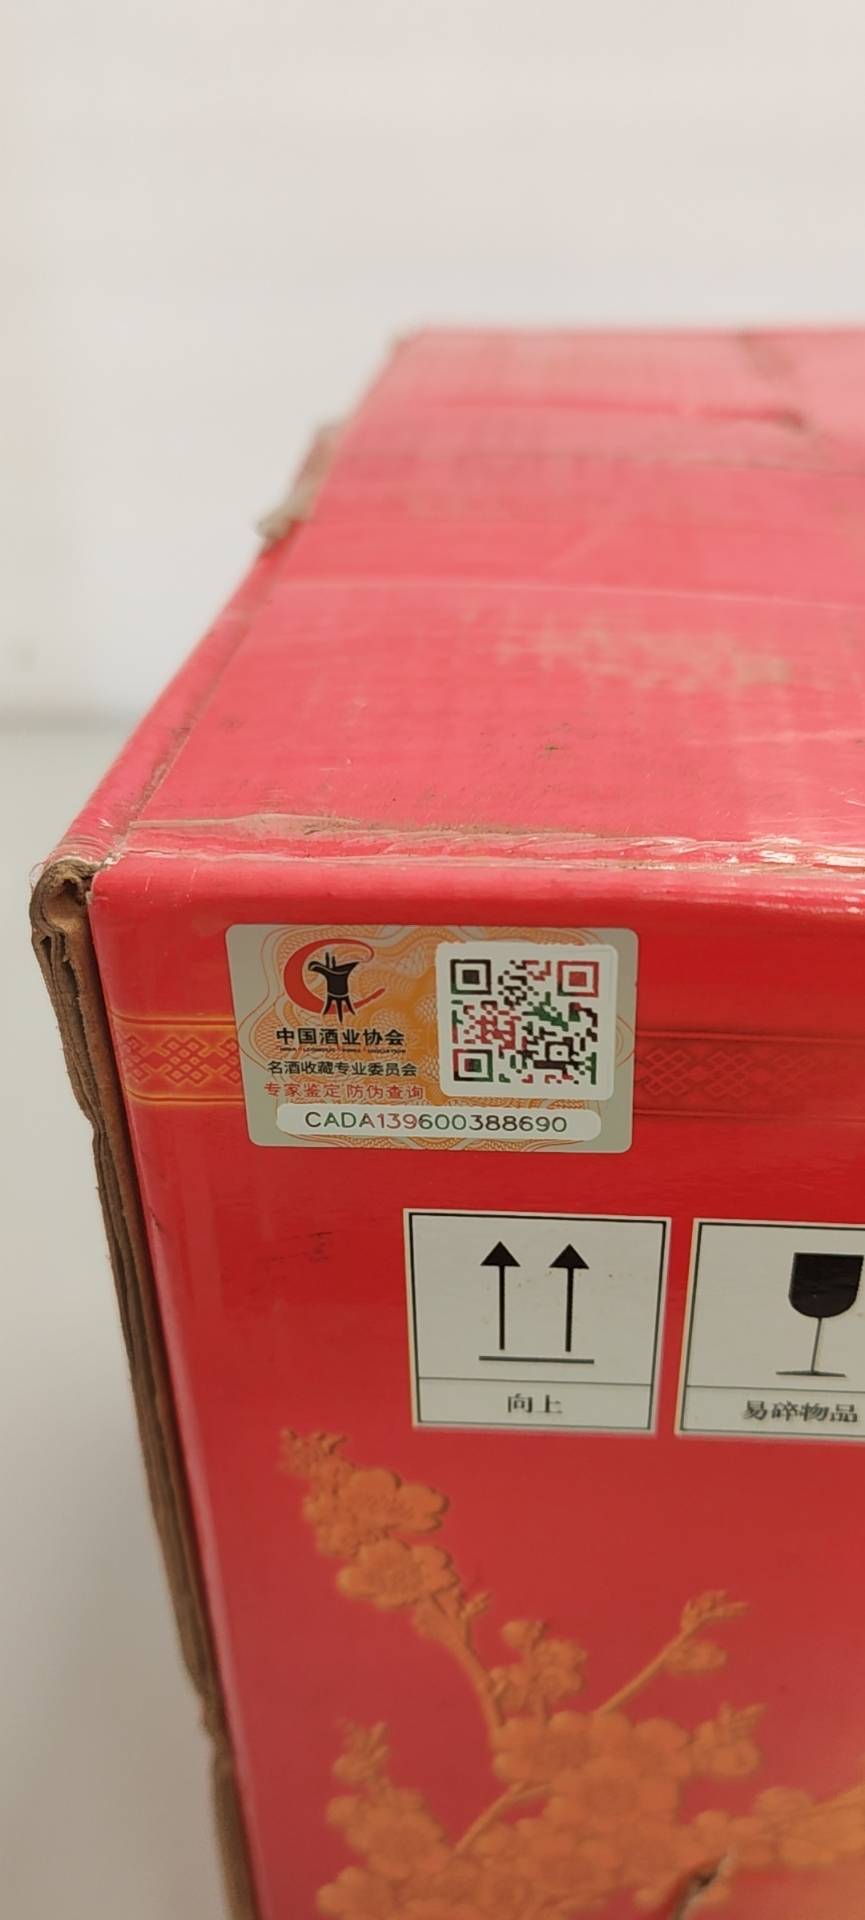 中国酒业协会
名酒收藏专业委员会
专家鉴定 防伪查询
CADA139600388690
向上
易碎物品